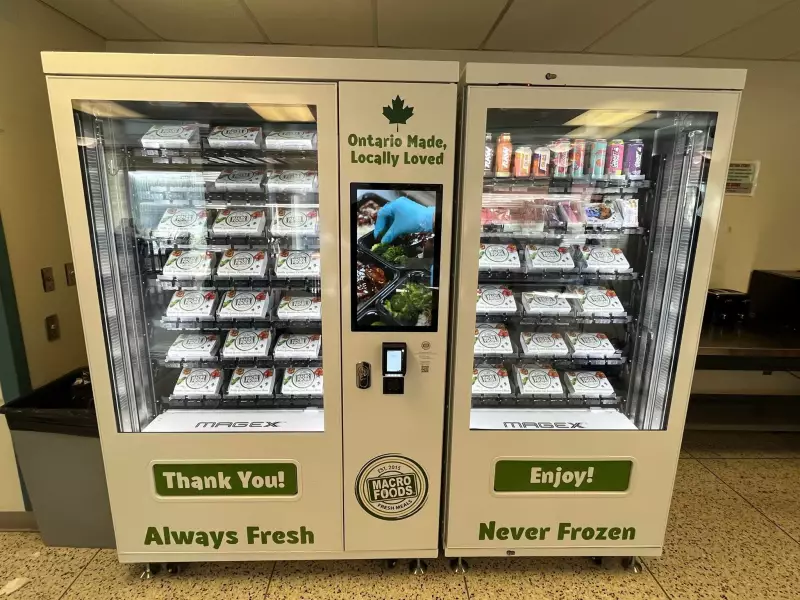 Ontario Made,
Locally Loved
MAGEX
MAGEX
Thank You!
Enjoy!
EST. 2015
MACRO
FOODS
FRESH MEALS
Always Fresh
Never Frozen